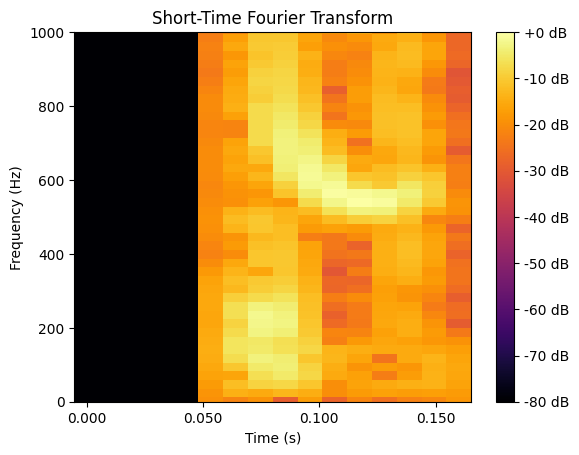 Short-Time Fourier Transform
1000
800
600
400
200
0
Frequency (Hz)
0.000
0.050
0.100
0.150
Time (s)
+0 dB
-10 dB
-20 dB
-30 dB
-40 dB
-50 dB
-60 dB
-70 dB
-80 dB